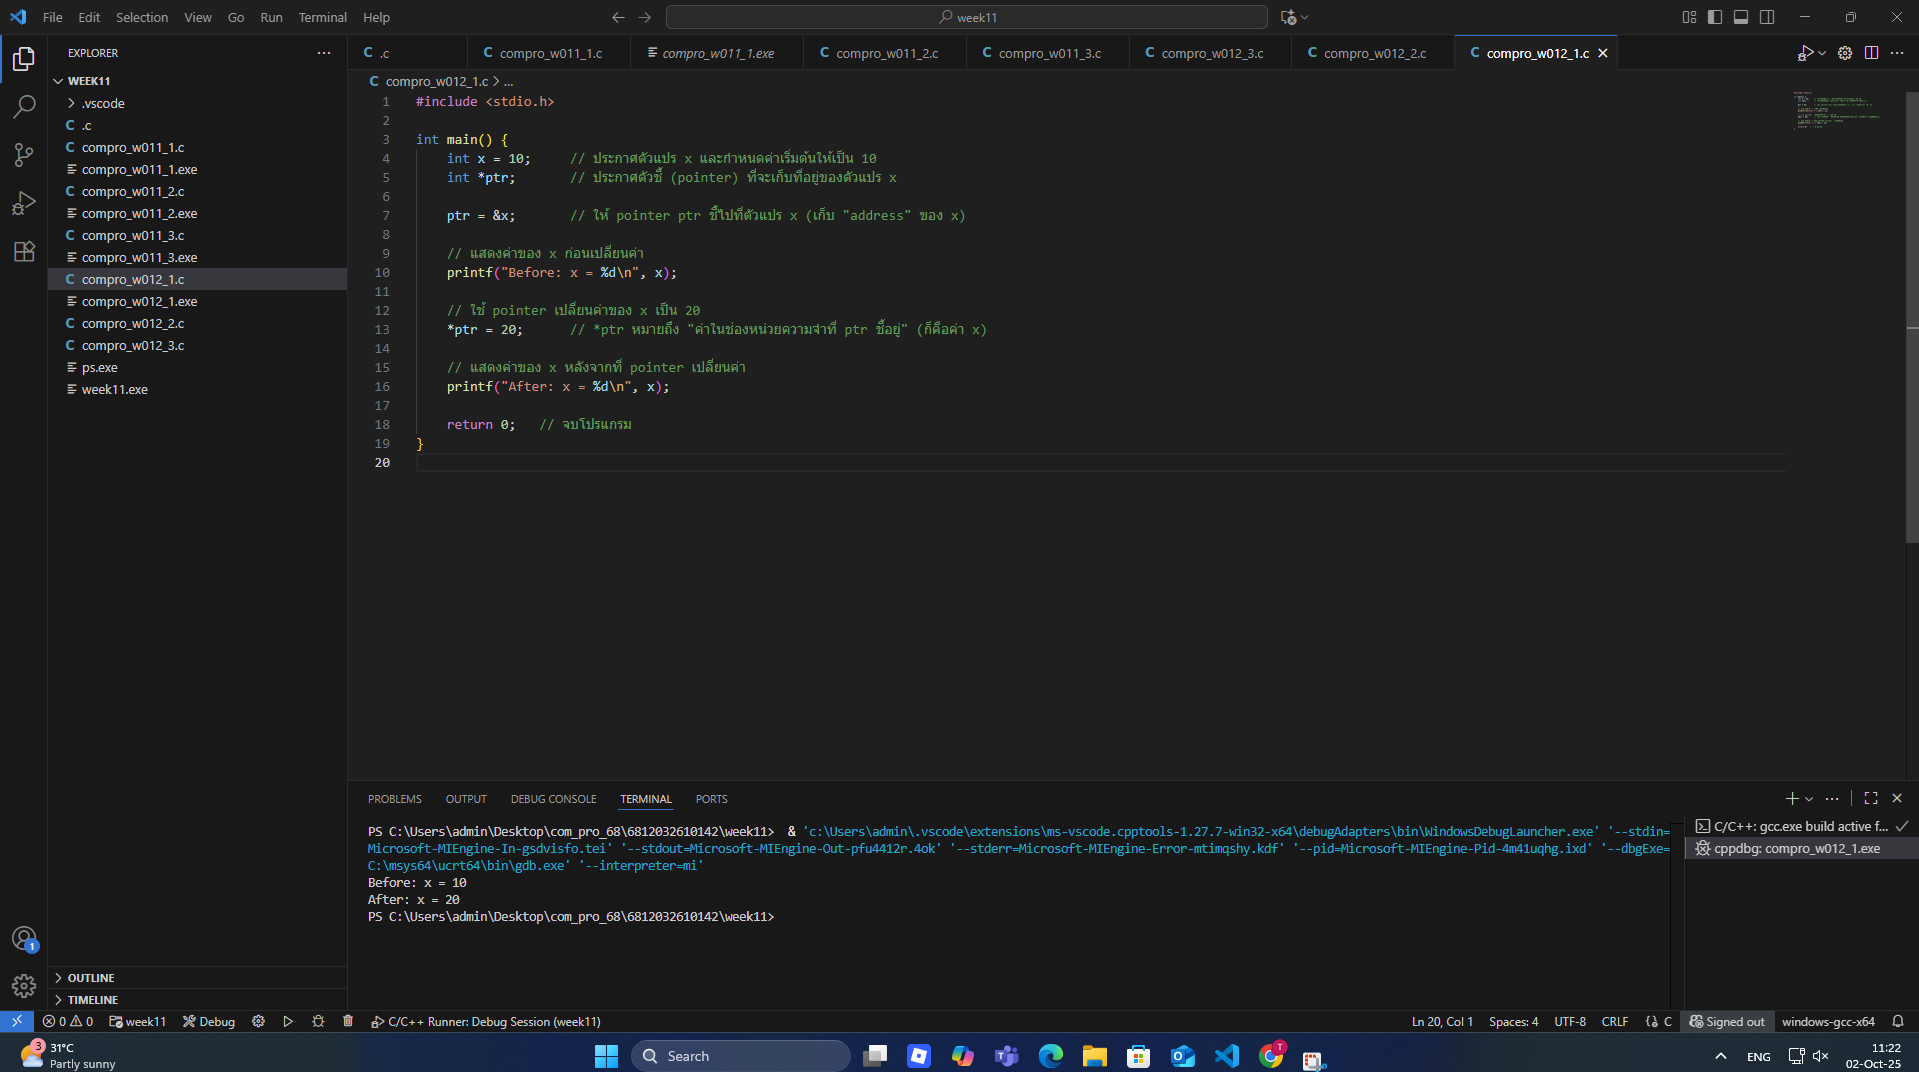 File Edit Selection View Go Run Terminal Help
week11
EXPLORER
WEEK11
.vscode
.c
compro_w011_1.c
compro_w011_1.exe
compro_w011_2.c
compro_w011_2.exe
compro_w011_3.c
compro_w011_3.exe
compro_w012_1.c
compro_w012_1.exe
compro_w012_2.c
compro_w012_3.c
ps.exe
week11.exe
OUTLINE
TIMELINE
.c compro_w011_1.c compro_w011_1.exe compro_w011_2.c compro_w011_3.c compro_w012_3.c compro_w012_2.c compro_w012_1.c
compro_w012_1.c > ...
1 #include <stdio.h>
2
3 int main() {
4 int x = 10; // ประกาศตัวแปร x และกำหนดค่าเริ่มต้นให้เป็น 10
5 int *ptr; // ประกาศตัวชี้ (pointer) ที่จะเก็บที่อยู่ของตัวแปร x
6
7 ptr = &x; // ให้ pointer ptr ชี้ไปที่ตัวแปร x (เก็บ "address" ของ x)
8
9 // แสดงค่าของ x ก่อนเปลี่ยนค่า
10 printf("Before: x = %d\n", x);
11
12 // ใช้ pointer เปลี่ยนค่าของ x เป็น 20
13 *ptr = 20; // *ptr หมายถึง "ค่าในช่องหน่วยความจำที่ ptr ชี้อยู่" (ก็คือค่า x)
14
15 // แสดงค่าของ x หลังจากที่ pointer เปลี่ยนค่า
16 printf("After: x = %d\n", x);
17
18 return 0; // จบโปรแกรม
19 }
20
PROBLEMS OUTPUT DEBUG CONSOLE TERMINAL PORTS
PS C:\Users\admin\Desktop\com_pro_68\6812032610142\week11> & 'c:\Users\admin\.vscode\extensions\ms-vscode.cpptools-1.27.7-win32-x64\debugAdapters\bin\WindowsDebugLauncher.exe' '--stdin=
Microsoft-MIEngine-In-gsdvisfo.tei' '--stdout=Microsoft-MIEngine-Out-pfu4412r.4ok' '--stderr=Microsoft-MIEngine-Error-mtimqshy.kdf' '--pid=Microsoft-MIEngine-Pid-4m41uqhg.ixd' '--dbgExe=
C:\msys64\ucrt64\bin\gdb.exe' '--interpreter=mi'
Before: x = 10
After: x = 20
PS C:\Users\admin\Desktop\com_pro_68\6812032610142\week11>
C/C++: gcc.exe build active f...
cppdbg: compro_w012_1.exe
1
0 0 week11 Debug C/C++ Runner: Debug Session (week11)
Ln 20, Col 1 Spaces: 4 UTF-8 CRLF {} C Signed out windows-gcc-x64
3
31°C
Partly sunny
Search
T
ENG
11:22
02-Oct-25